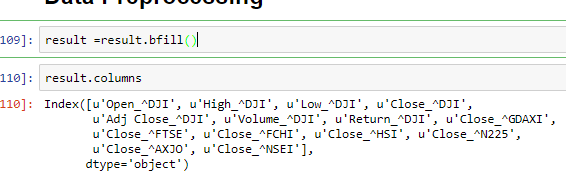 Data Preprocessing
109]: result =result.bfill()
110]: result.columns
110]: Index([u'Open_^DJI', u'High_^DJI', u'Low_^DJI', u'Close_^DJI',
u'Adj Close_^DJI', u'Volume_^DJI', u'Return_^DJI', u'Close_^GDAXI',
u'Close_^FTSE', u'Close_^FCHI', u'Close_^HSI', u'Close_^N225',
u'Close_^AXJO', u'Close_^NSEI'],
dtype='object')